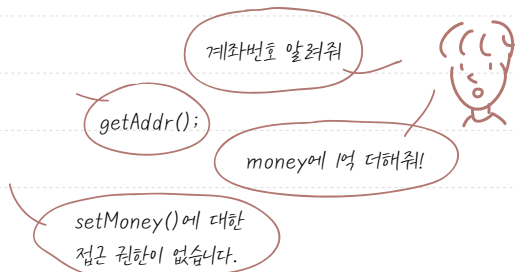 계좌번호 알려줘
getAddr();
money에 1억 더해줘!
setMoney()에 대한
접근 권한이 없습니다.